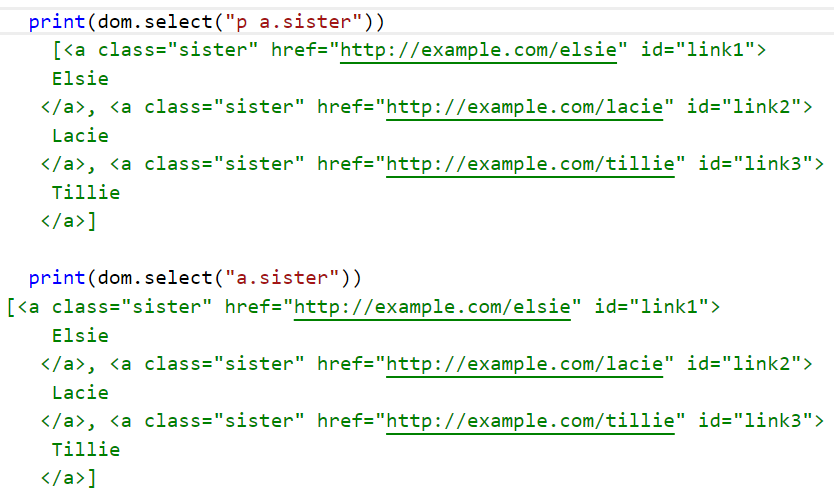 print(dom.select("p a.sister"))
[<a class="sister" href="http://example.com/elsie" id="link1">
Elsie
</a>, <a class="sister" href="http://example.com/lacie" id="link2">
Lacie
</a>, <a class="sister" href="http://example.com/tillie" id="link3">
Tillie
</a>]
print(dom.select("a.sister"))
[<a class="sister" href="http://example.com/elsie" id="link1">
Elsie
</a>, <a class="sister" href="http://example.com/lacie" id="link2">
Lacie
</a>, <a class="sister" href="http://example.com/tillie" id="link3">
Tillie
</a>]